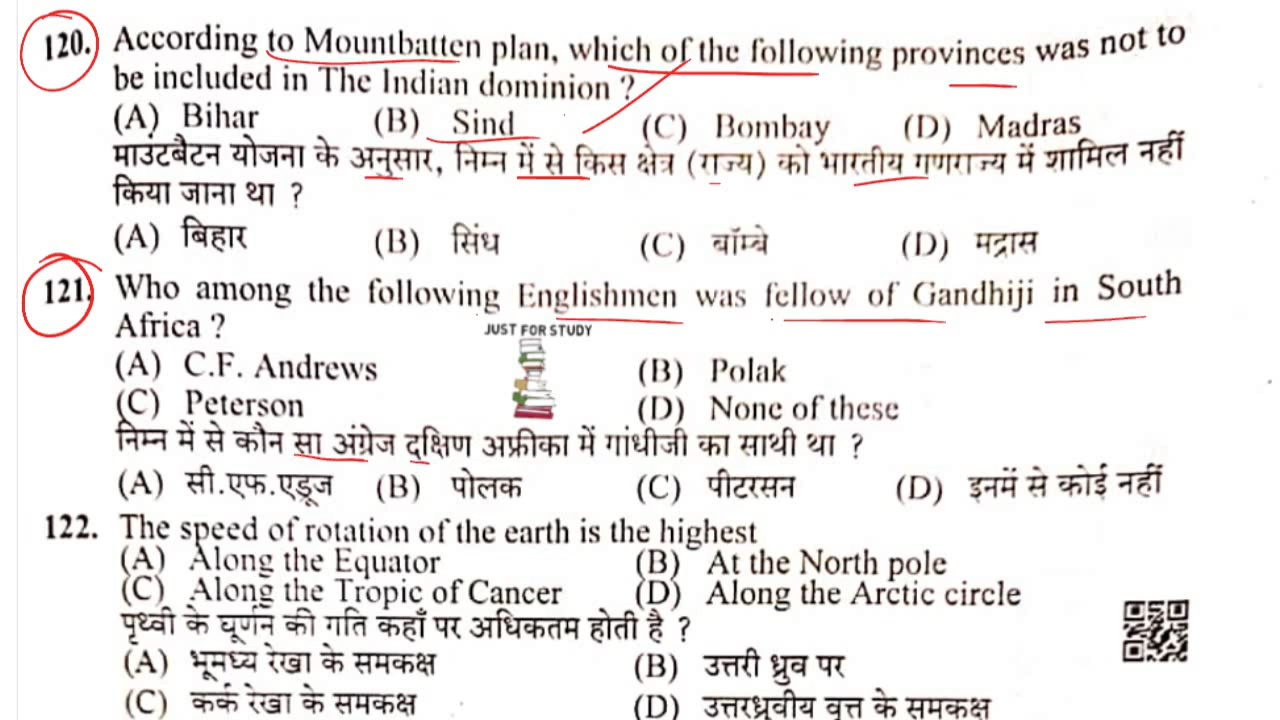 120. According to Mountbatten plan, which of the following provinces was not to
be included in The Indian dominion ?
(A) Bihar (B) Sind (C) Bombay (D) Madras
माउंटबैटन योजना के अनुसार, निम्न में से किस क्षेत्र (राज्य) को भारतीय गणराज्य में शामिल नहीं
किया जाना था ?
(A) बिहार (B) सिंध (C) बॉम्बे (D) मद्रास
121. Who among the following Englishmen was fellow of Gandhiji in South
Africa ?
JUST FOR STUDY
(A) C.F. Andrews (B) Polak
(C) Peterson (D) None of these
निम्न में से कौन सा अंग्रेज दक्षिण अफ्रीका में गांधीजी का साथी था ?
(A) सी.एफ.एड्रूज (B) पोलक (C) पीटरसन (D) इनमें से कोई नहीं
122. The speed of rotation of the earth is the highest
(A) Along the Equator (B) At the North pole
(C) Along the Tropic of Cancer (D) Along the Arctic circle
पृथ्वी के घूर्णन की गति कहाँ पर अधिकतम होती है ?
(A) भूमध्य रेखा के समकक्ष (B) उत्तरी ध्रुव पर
(C) कर्क रेखा के समकक्ष (D) उत्तरध्रुवीय वृत्त के समकक्ष